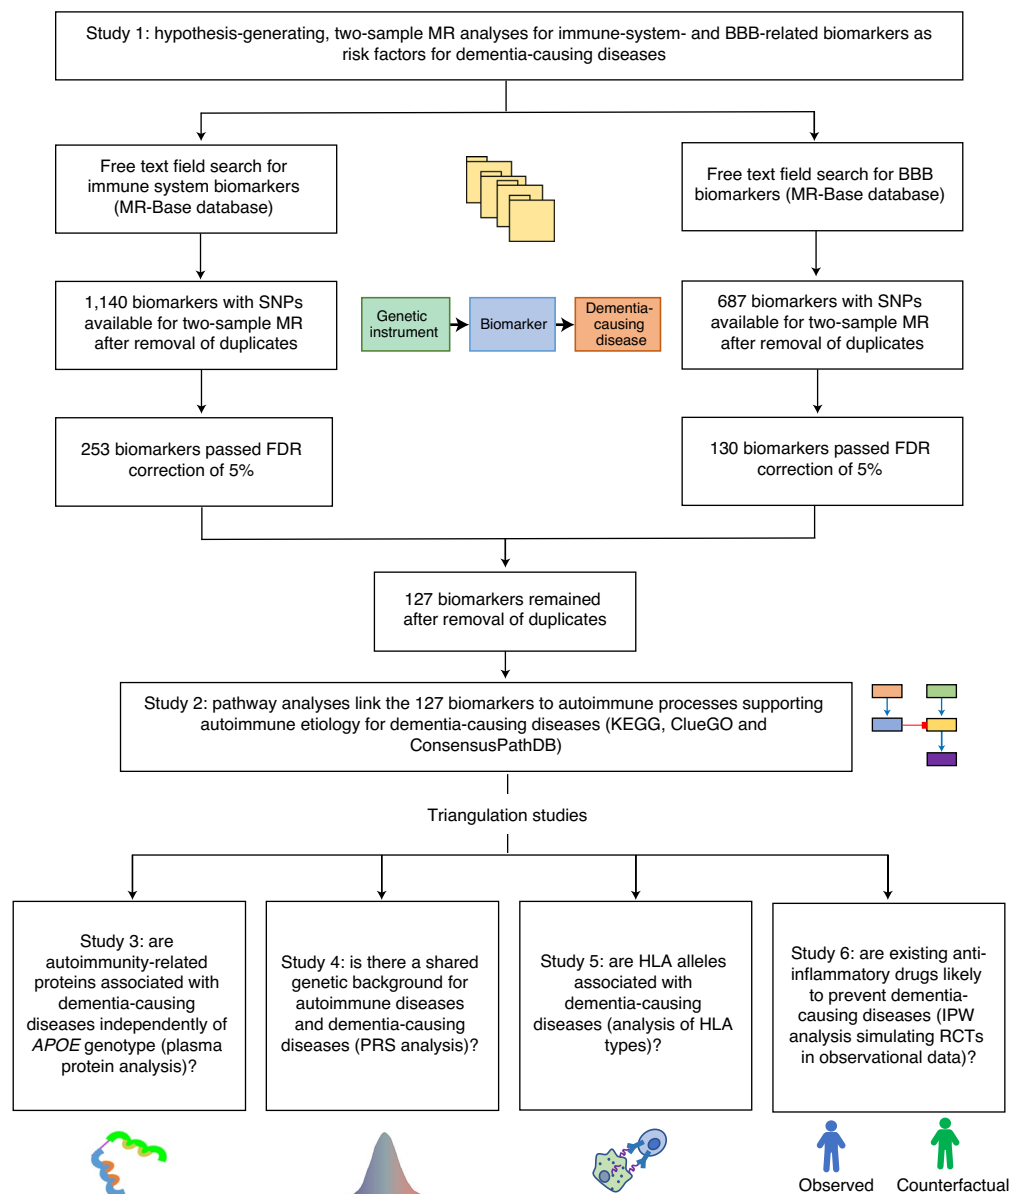 Study 1: hypothesis-generating, two-sample MR analyses for immune-system- and BBB-related biomarkers as
risk factors for dementia-causing diseases
Free text field search for
immune system biomarkers
(MR-Base database)
Free text field search for BBB
biomarkers (MR-Base database)
1,140 biomarkers with SNPs
available for two-sample MR
after removal of duplicates
Genetic
instrument
Biomarker
Dementia-
causing
disease
687 biomarkers with SNPs
available for two-sample MR
after removal of duplicates
253 biomarkers passed FDR
correction of 5%
130 biomarkers passed FDR
correction of 5%
127 biomarkers remained
after removal of duplicates
Study 2: pathway analyses link the 127 biomarkers to autoimmune processes supporting
autoimmune etiology for dementia-causing diseases (KEGG, ClueGO and
ConsensusPathDB)
Triangulation studies
Study 3: are
autoimmunity-related
proteins associated with
dementia-causing
diseases independently of
APOE genotype (plasma
protein analysis)?
Study 4: is there a shared
genetic background for
autoimmune diseases
and dementia-causing
diseases (PRS analysis)?
Study 5: are HLA alleles
associated with
dementia-causing
diseases (analysis of HLA
types)?
Study 6: are existing anti-
inflammatory drugs likely
to prevent dementia-
causing diseases (IPW
analysis simulating RCTs
in observational data)?
Observed
Counterfactual